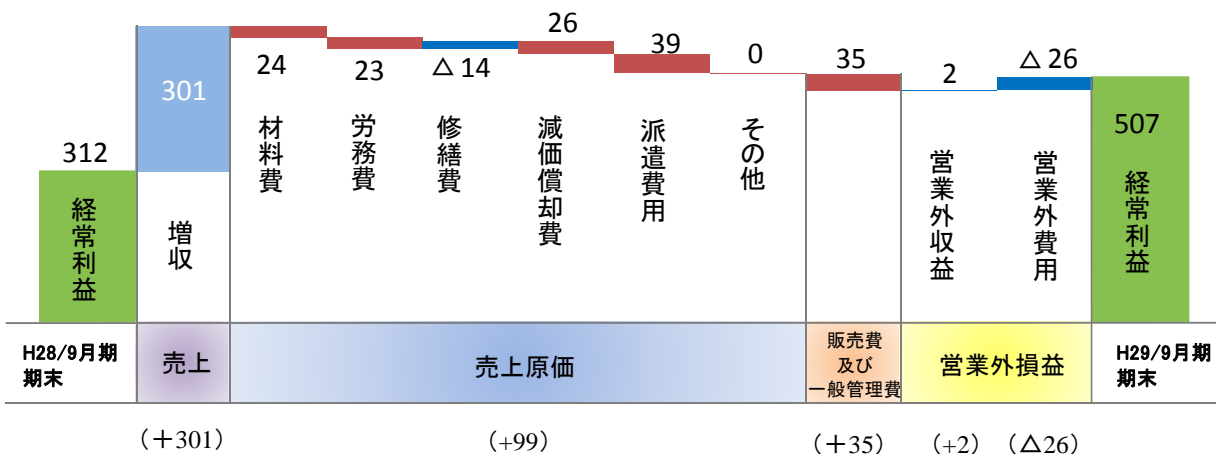 312
経常利益
301
増収
24
材料費
23
労務費
△ 14
修繕費
26
減価償却費
39
派遣費用
0
その他
35
2
営業外収益
△ 26
営業外費用
507
経常利益
H28/9月期
期末
売上
売上原価
販売費
及び
一般管理費
営業外損益
H29/9月期
期末
（＋301）
（+99）
（＋35）
（+2）
（△26）